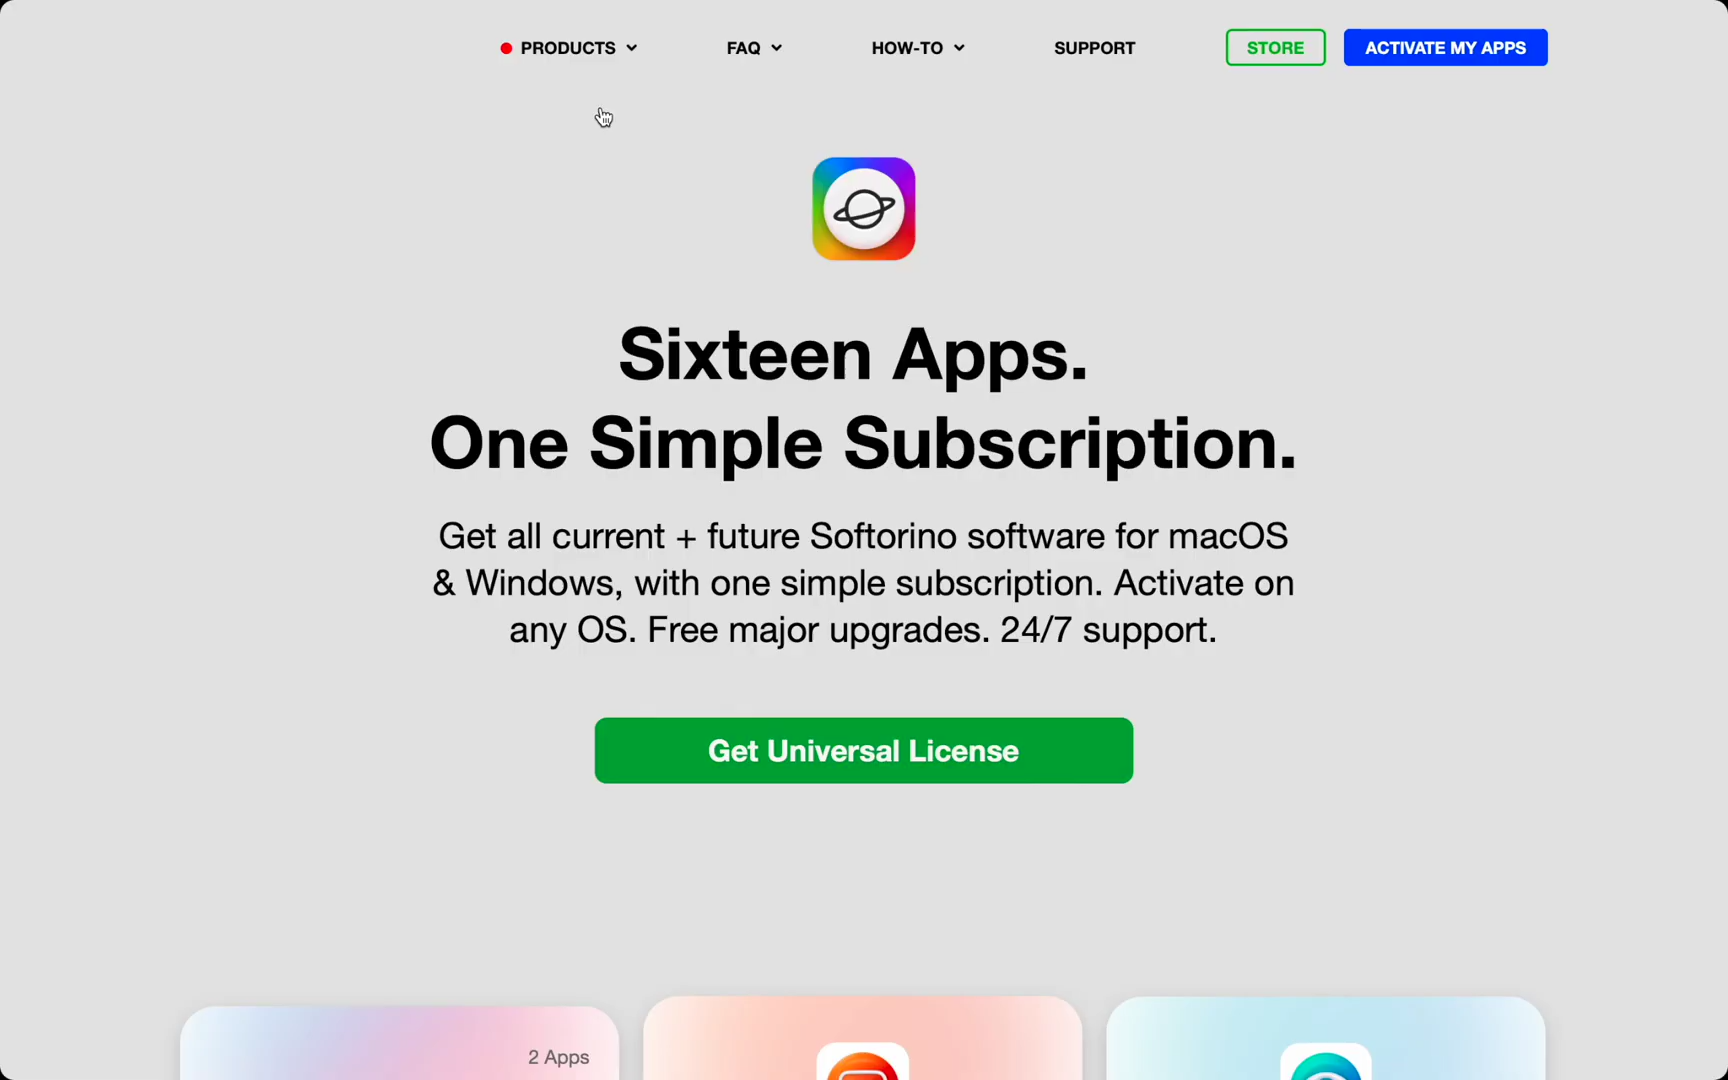 PRODUCTS FAQ HOW-TO SUPPORT STORE ACTIVATE MY APPS
Sixteen Apps.
One Simple Subscription.
Get all current + future Softorino software for macOS
& Windows, with one simple subscription. Activate on
any OS. Free major upgrades. 24/7 support.
Get Universal License
2 Apps